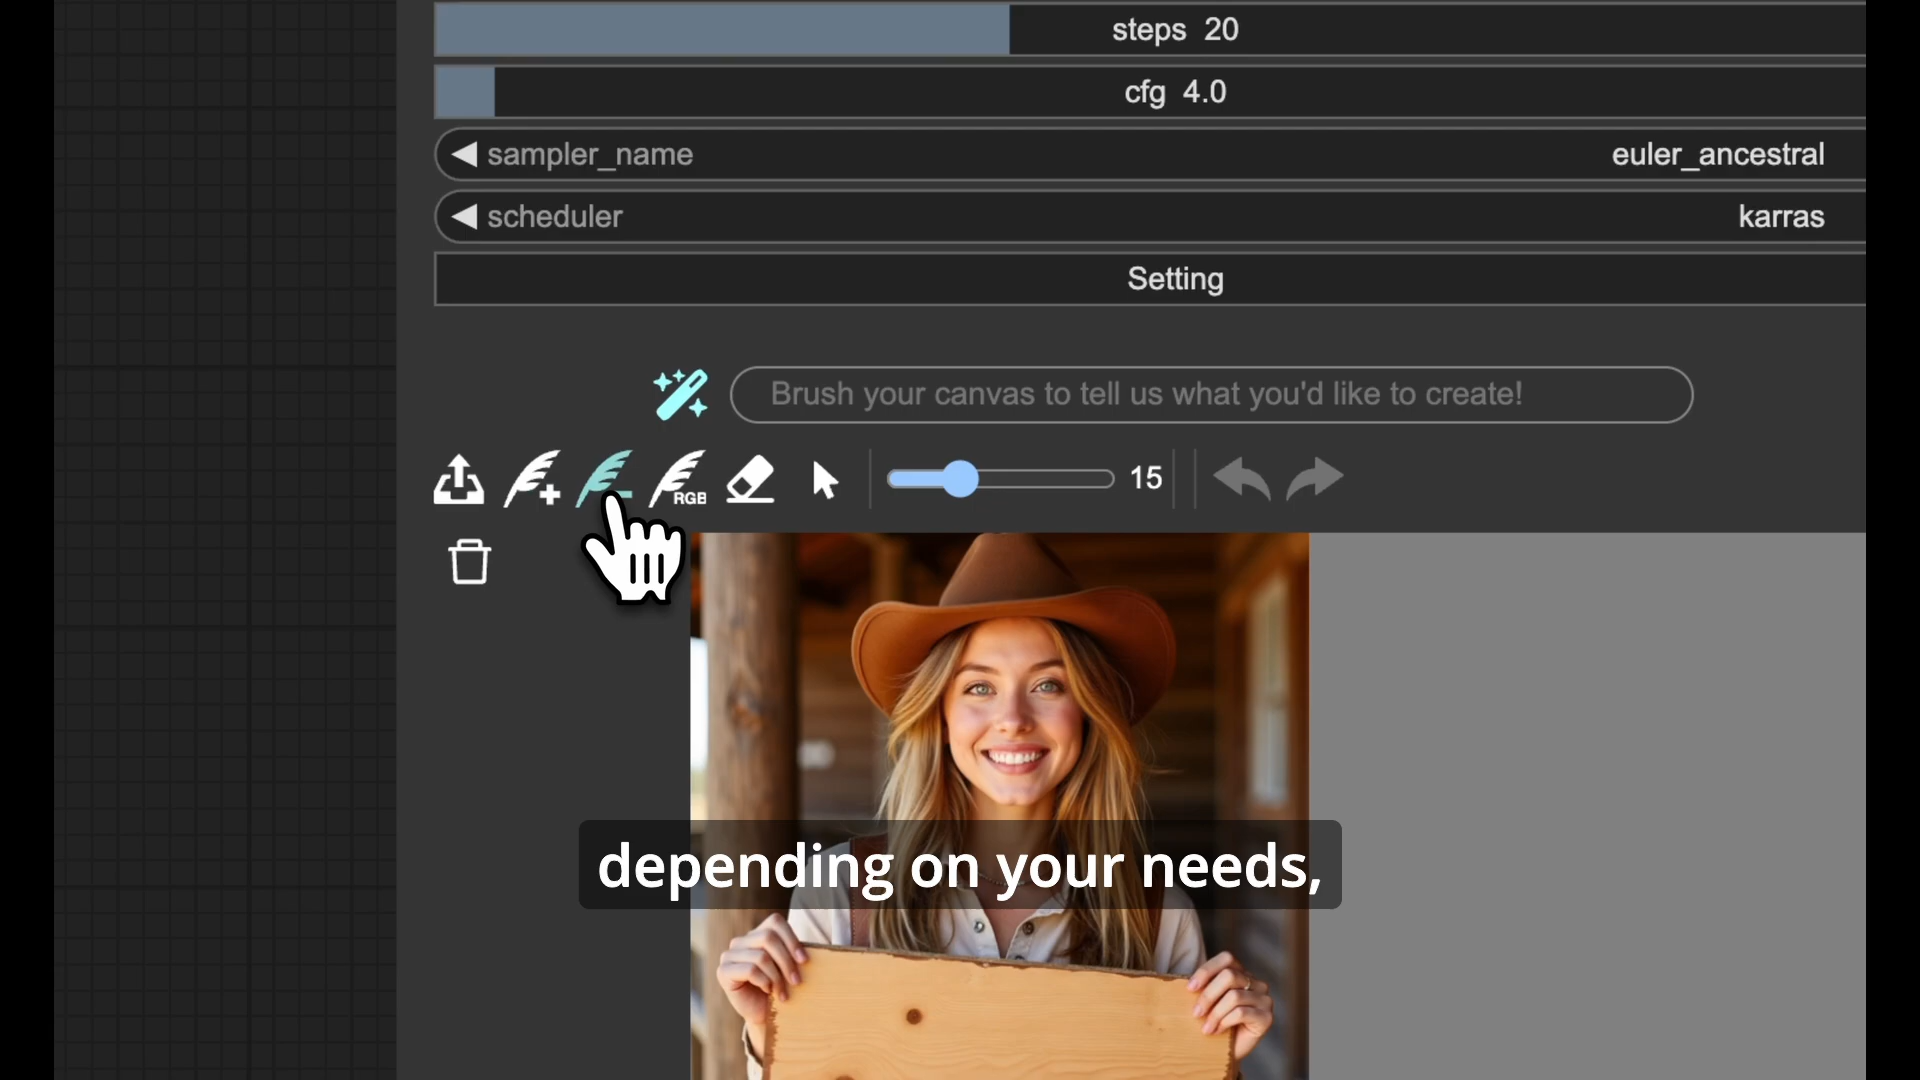 steps 20
cfg 4.0
sampler_name euler_ancestral
scheduler karras
Setting
Brush your canvas to tell us what you'd like to create!
RGB 15
depending on your needs,